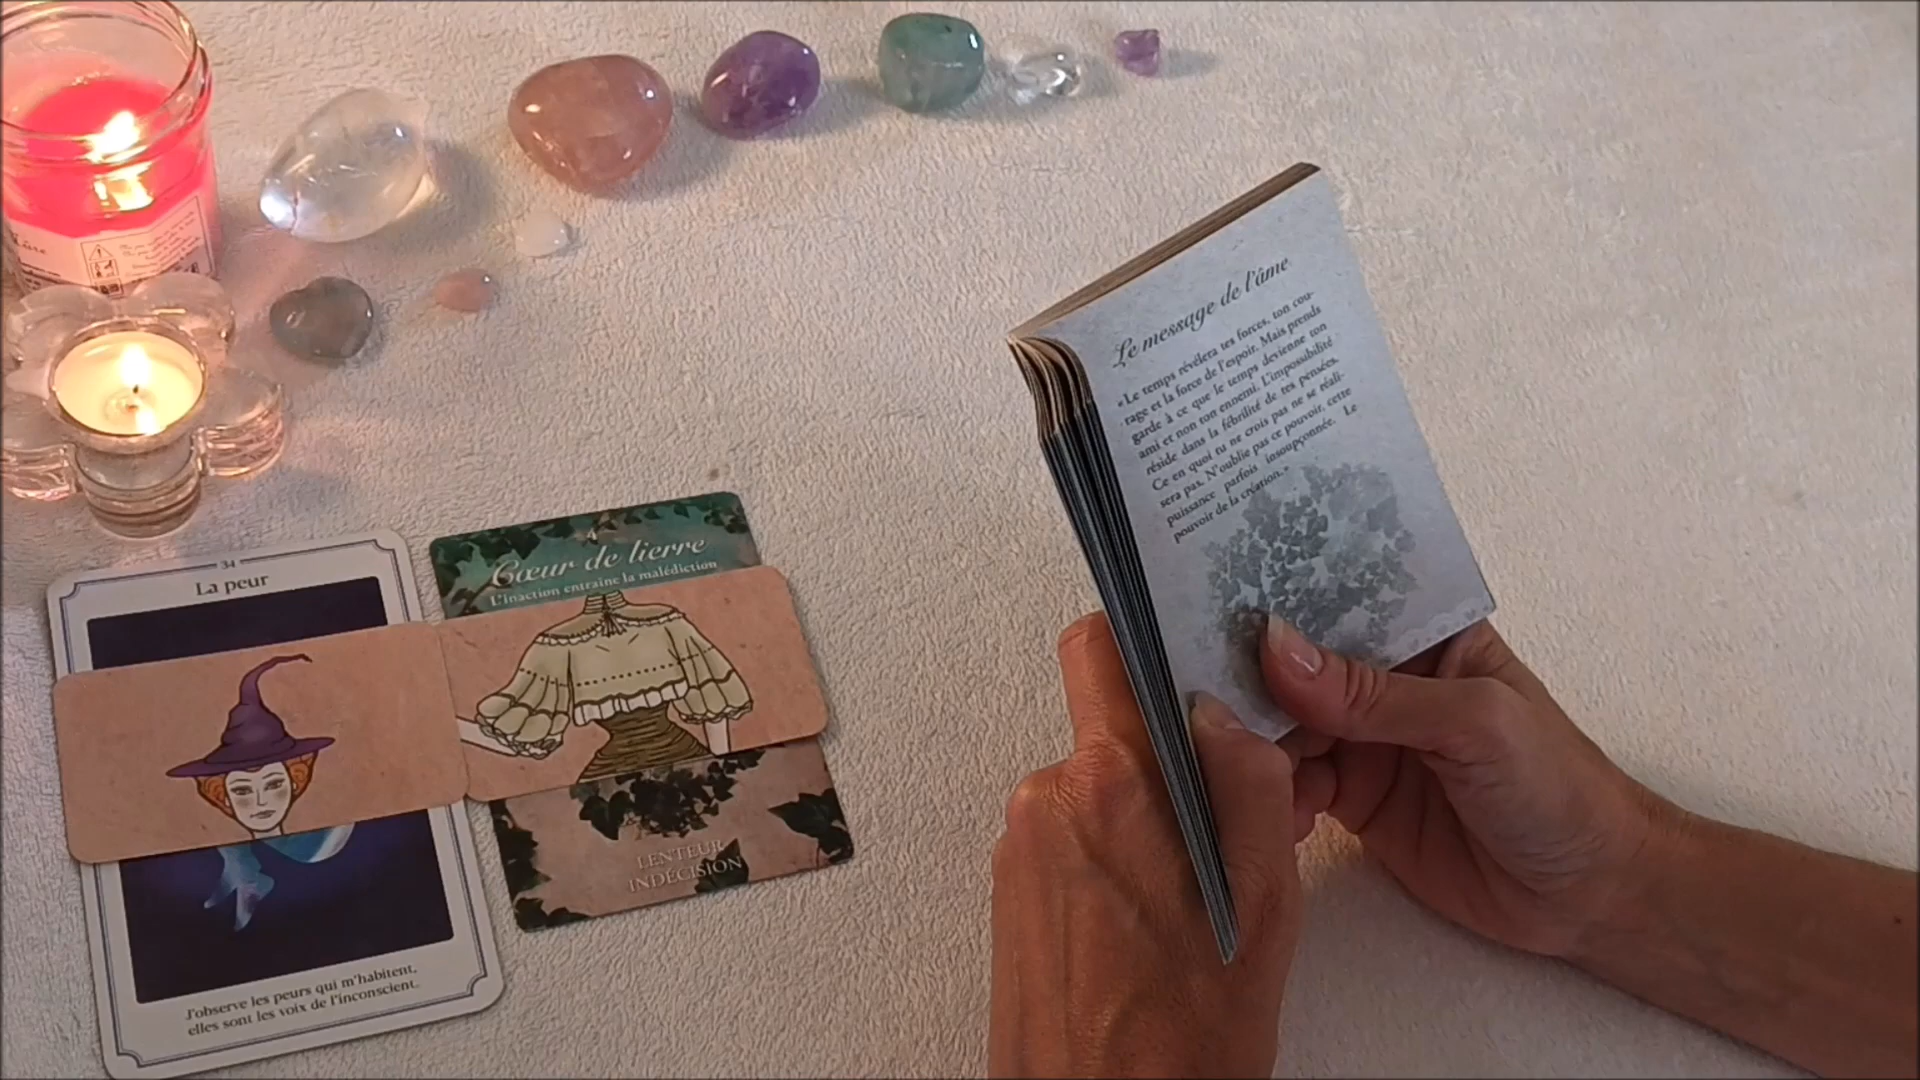 34
La peur
J'observe les peurs qui m'habitent,
elles sont les voix de l'inconscient.
4
Cœur de lierre
L'inaction entraîne la malédiction
LENTEUR
INDÉCISION
Le message de l'âme
«Le temps révélera tes forces, ton cou-
rage et la force de l'espoir. Mais prends
garde à ce que le temps devienne ton
ami et non ton ennemi. L'impossibilité
réside dans la fébrilité de tes pensées.
Ce en quoi tu ne crois pas ne se réali-
sera pas. N'oublie pas ce pouvoir, cette
puissance parfois insoupçonnée. Le
pouvoir de la création.»